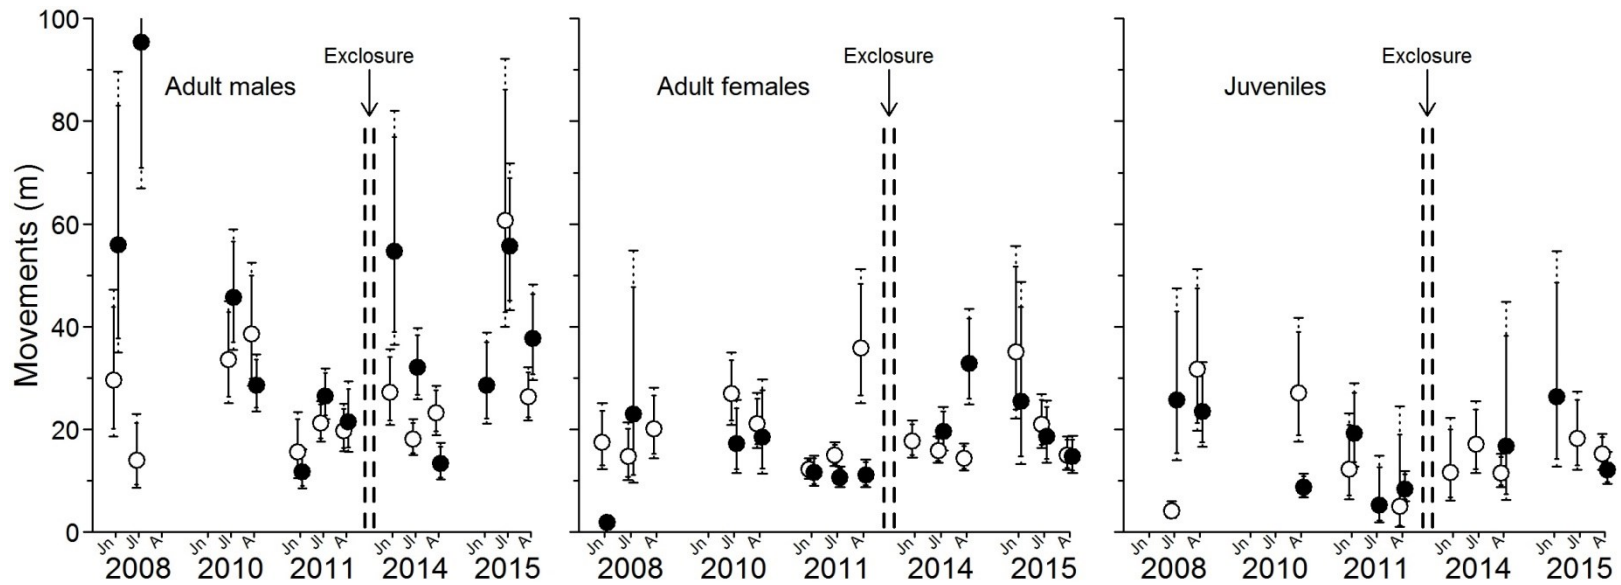 Movements (m)
100
80
60
40
20
0
Adult males
Exclosure
Jn Jl A Jn Jl A Jn Jl A Jn Jl A Jn Jl A
2008 2010 2011 2014 2015
Adult females
Exclosure
Jn Jl A Jn Jl A Jn Jl A Jn Jl A Jn Jl A
2008 2010 2011 2014 2015
Juveniles
Exclosure
Jn Jl A Jn Jl A Jn Jl A Jn Jl A Jn Jl A
2008 2010 2011 2014 2015